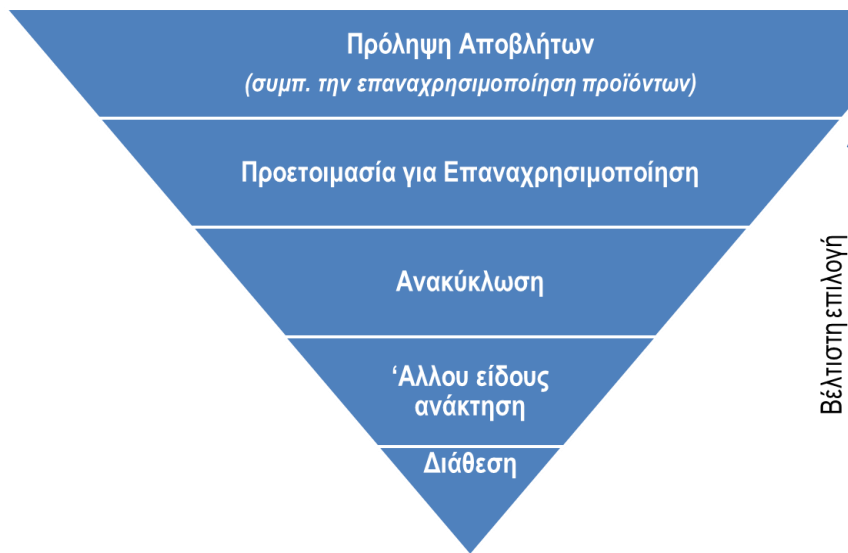 Πρόληψη Αποβλήτων
(συμπ. την επαναχρησιμοποίηση προϊόντων)
Προετοιμασία για Επαναχρησιμοποίηση
Ανακύκλωση
‘Αλλου είδους
ανάκτηση
Διάθεση
Βέλτιστη επιλογή